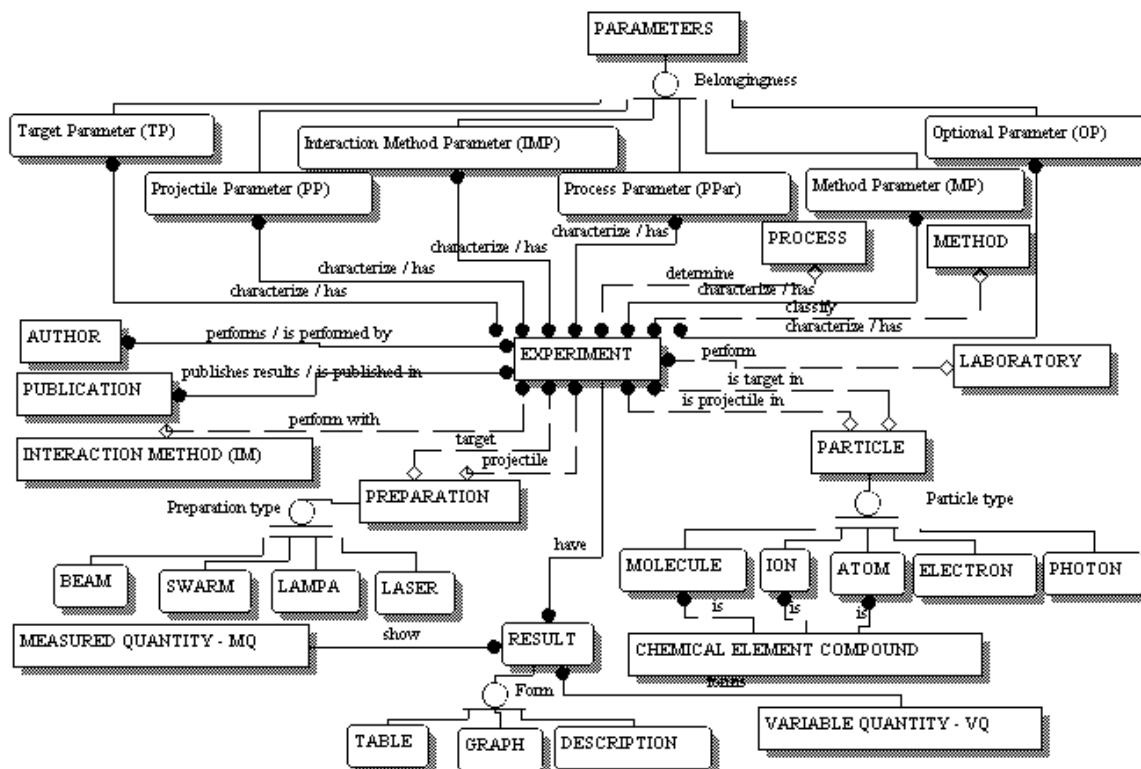 PARAMETERS
Belongingness
Target Parameter (TP)
Interaction Method Parameter (IMP)
Optional Parameter (OP)
Projectile Parameter (PP)
Process Parameter (PPar)
Method Parameter (MP)
PROCESS
METHOD
characterize / has
characterize / has
characterize / has
characterize / has
determine
characterize / has
classify
characterize / has
AUTHOR
performs / is performed by
EXPERIMENT
perform
LABORATORY
PUBLICATION
publishes results / is published in
is target in
is projectile in
perform with
INTERACTION METHOD (IM)
target
projectile
PARTICLE
Preparation type
PREPARATION
Particle type
have
BEAM
SWARM
LAMPA
LASER
MOLECULE
ION
ATOM
ELECTRON
PHOTON
is
is
is
MEASURED QUANTITY - MQ
show
RESULT
CHEMICAL ELEMENT COMPOUND
forms
Form
VARIABLE QUANTITY - VQ
TABLE
GRAPH
DESCRIPTION